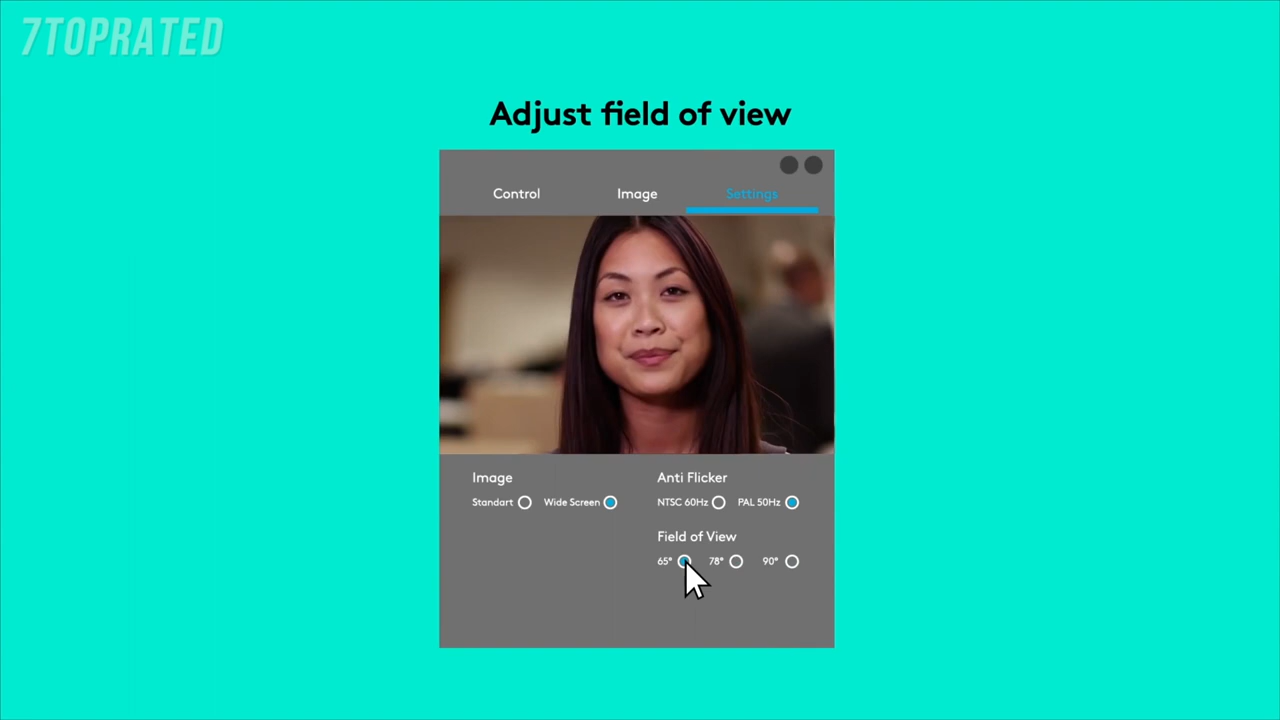 7TOPRATED
Adjust field of view
Control Image Settings
Image Anti Flicker
Standart Wide Screen NTSC 60Hz PAL 50Hz
Field of View
65° 78° 90°